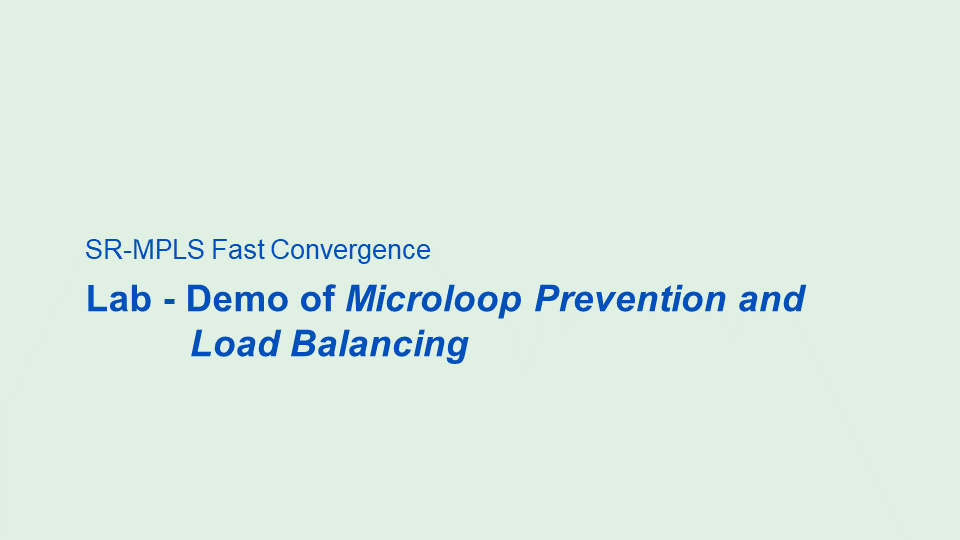 SR-MPLS Fast Convergence
Lab - Demo of Microloop Prevention and
Load Balancing